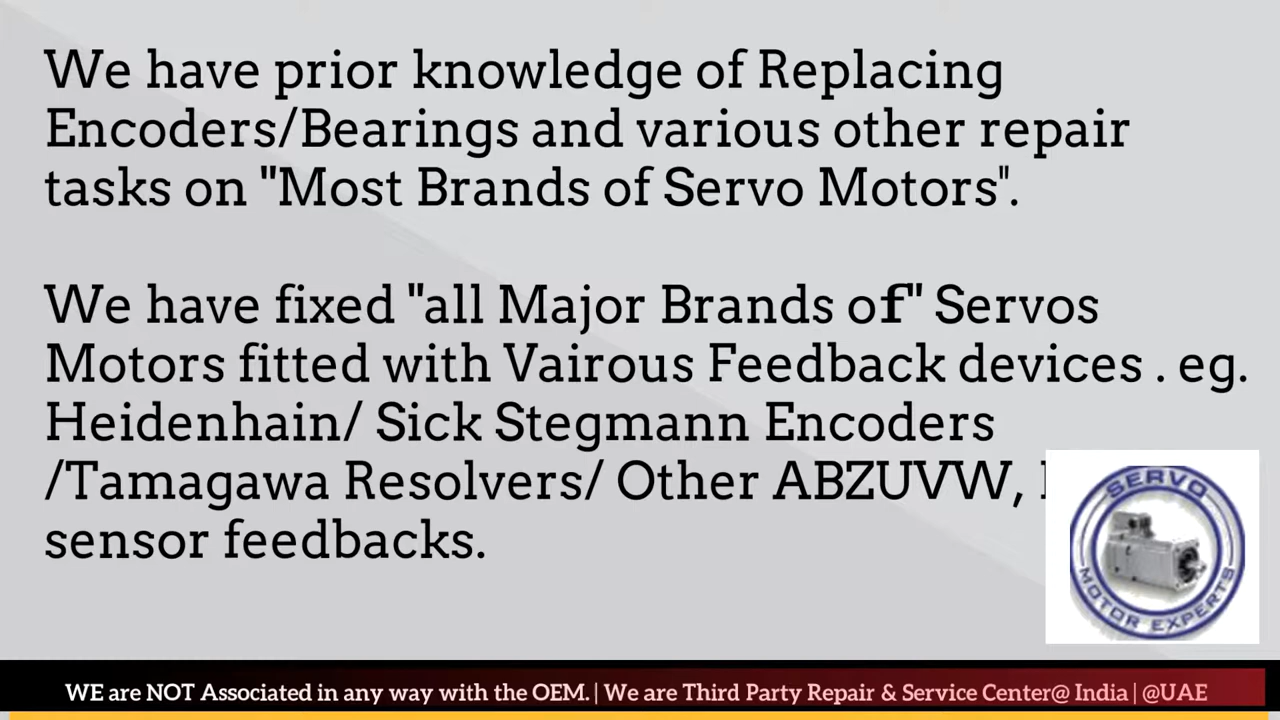 We have prior knowledge of Replacing
Encoders/Bearings and various other repair
tasks on "Most Brands of Servo Motors".
We have fixed "all Major Brands of" Servos
Motors fitted with Vairous Feedback devices . eg.
Heidenhain/ Sick Stegmann Encoders
/Tamagawa Resolvers/ Other ABZUVW,
sensor feedbacks.
SERVO
MOTOR EXPERTS
WE are NOT Associated in any way with the OEM. | We are Third Party Repair & Service Center@ India | @UAE